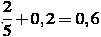 2/5 + 0,2 = 0,6